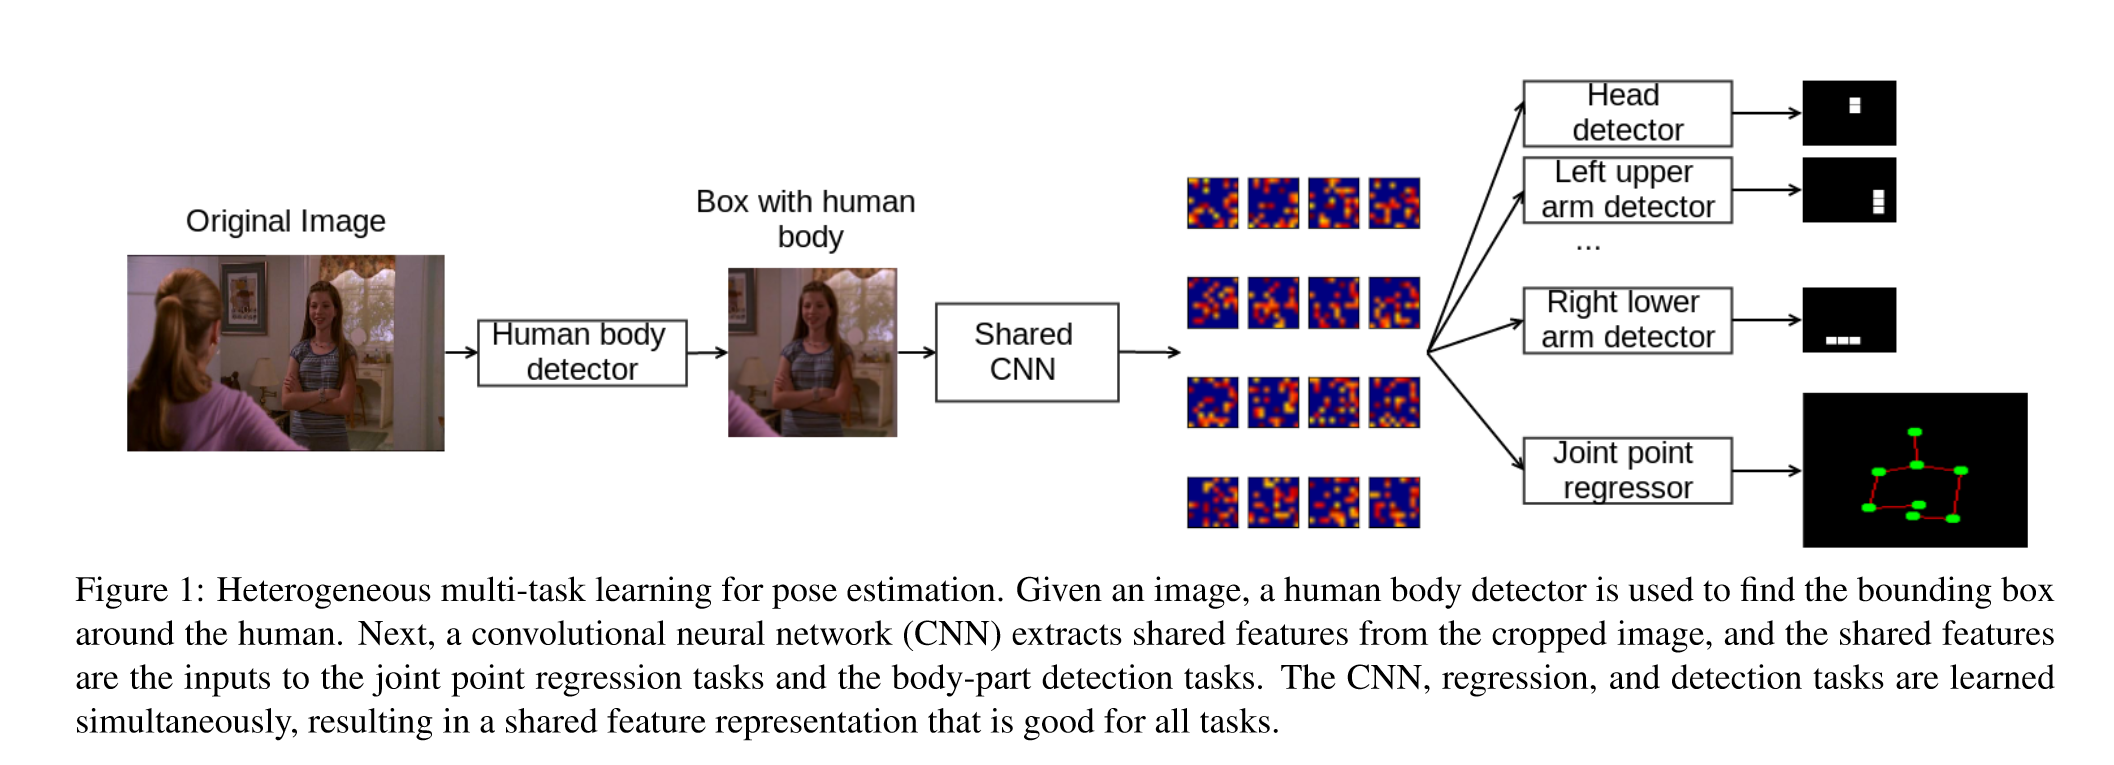 Original Image
Human body
detector
Box with human
body
Shared
CNN
Head
detector
Left upper
arm detector
...
Right lower
arm detector
Joint point
regressor
Figure 1: Heterogeneous multi-task learning for pose estimation. Given an image, a human body detector is used to find the bounding box
around the human. Next, a convolutional neural network (CNN) extracts shared features from the cropped image, and the shared features
are the inputs to the joint point regression tasks and the body-part detection tasks. The CNN, regression, and detection tasks are learned
simultaneously, resulting in a shared feature representation that is good for all tasks.